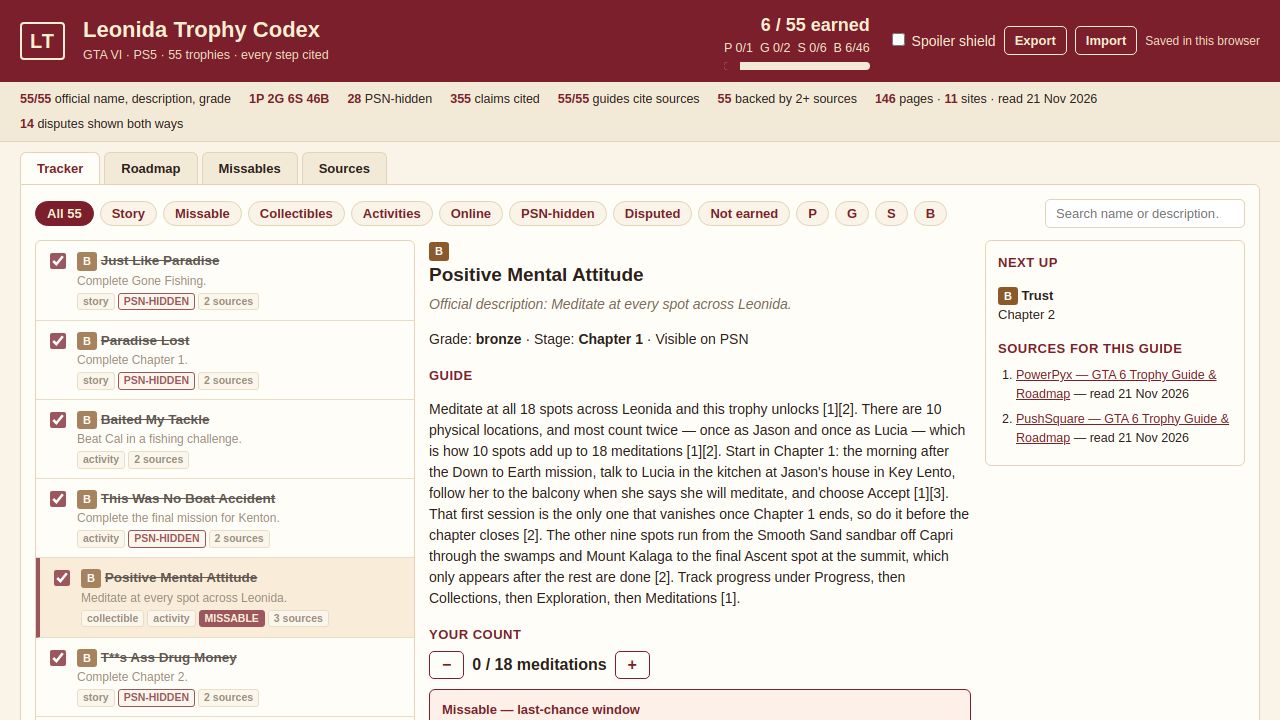 LT
Leonida Trophy Codex
GTA VI · PS5 · 55 trophies · every step cited
6 / 55 earned
P 0/1 G 0/2 S 0/6 B 6/46
Spoiler shield
Export
Import
Saved in this browser
55/55 official name, description, grade
1P 2G 6S 46B
28 PSN-hidden
355 claims cited
55/55 guides cite sources
55 backed by 2+ sources
146 pages · 11 sites · read 21 Nov 2026
14 disputes shown both ways
Tracker
Roadmap
Missables
Sources
All 55
Story
Missable
Collectibles
Activities
Online
PSN-hidden
Disputed
Not earned
P
G
S
B
Search name or description.
B Just Like Paradise
Complete Gone Fishing.
story PSN-HIDDEN 2 sources
B Paradise Lost
Complete Chapter 1.
story PSN-HIDDEN 2 sources
B Baited My Tackle
Beat Cal in a fishing challenge.
activity 2 sources
B This Was No Boat Accident
Complete the final mission for Kenton.
activity PSN-HIDDEN 2 sources
B Positive Mental Attitude
Meditate at every spot across Leonida.
collectible activity MISSABLE 3 sources
B T**s Ass Drug Money
Complete Chapter 2.
story PSN-HIDDEN 2 sources
B
Positive Mental Attitude
Official description: Meditate at every spot across Leonida.
Grade: bronze · Stage: Chapter 1 · Visible on PSN
GUIDE
Meditate at all 18 spots across Leonida and this trophy unlocks [1][2]. There are 10
physical locations, and most count twice — once as Jason and once as Lucia — which
is how 10 spots add up to 18 meditations [1][2]. Start in Chapter 1: the morning after
the Down to Earth mission, talk to Lucia in the kitchen at Jason's house in Key Lento,
follow her to the balcony when she says she will meditate, and choose Accept [1][3].
That first session is the only one that vanishes once Chapter 1 ends, so do it before the
chapter closes [2]. The other nine spots run from the Smooth Sand sandbar off Capri
through the swamps and Mount Kalaga to the final Ascent spot at the summit, which
only appears after the rest are done [2]. Track progress under Progress, then
Collections, then Exploration, then Meditations [1].
YOUR COUNT
− 0 / 18 meditations +
Missable — last-chance window
NEXT UP
B Trust
Chapter 2
SOURCES FOR THIS GUIDE
1. PowerPyx — GTA 6 Trophy Guide &
Roadmap — read 21 Nov 2026
2. PushSquare — GTA 6 Trophy Guide &
Roadmap — read 21 Nov 2026